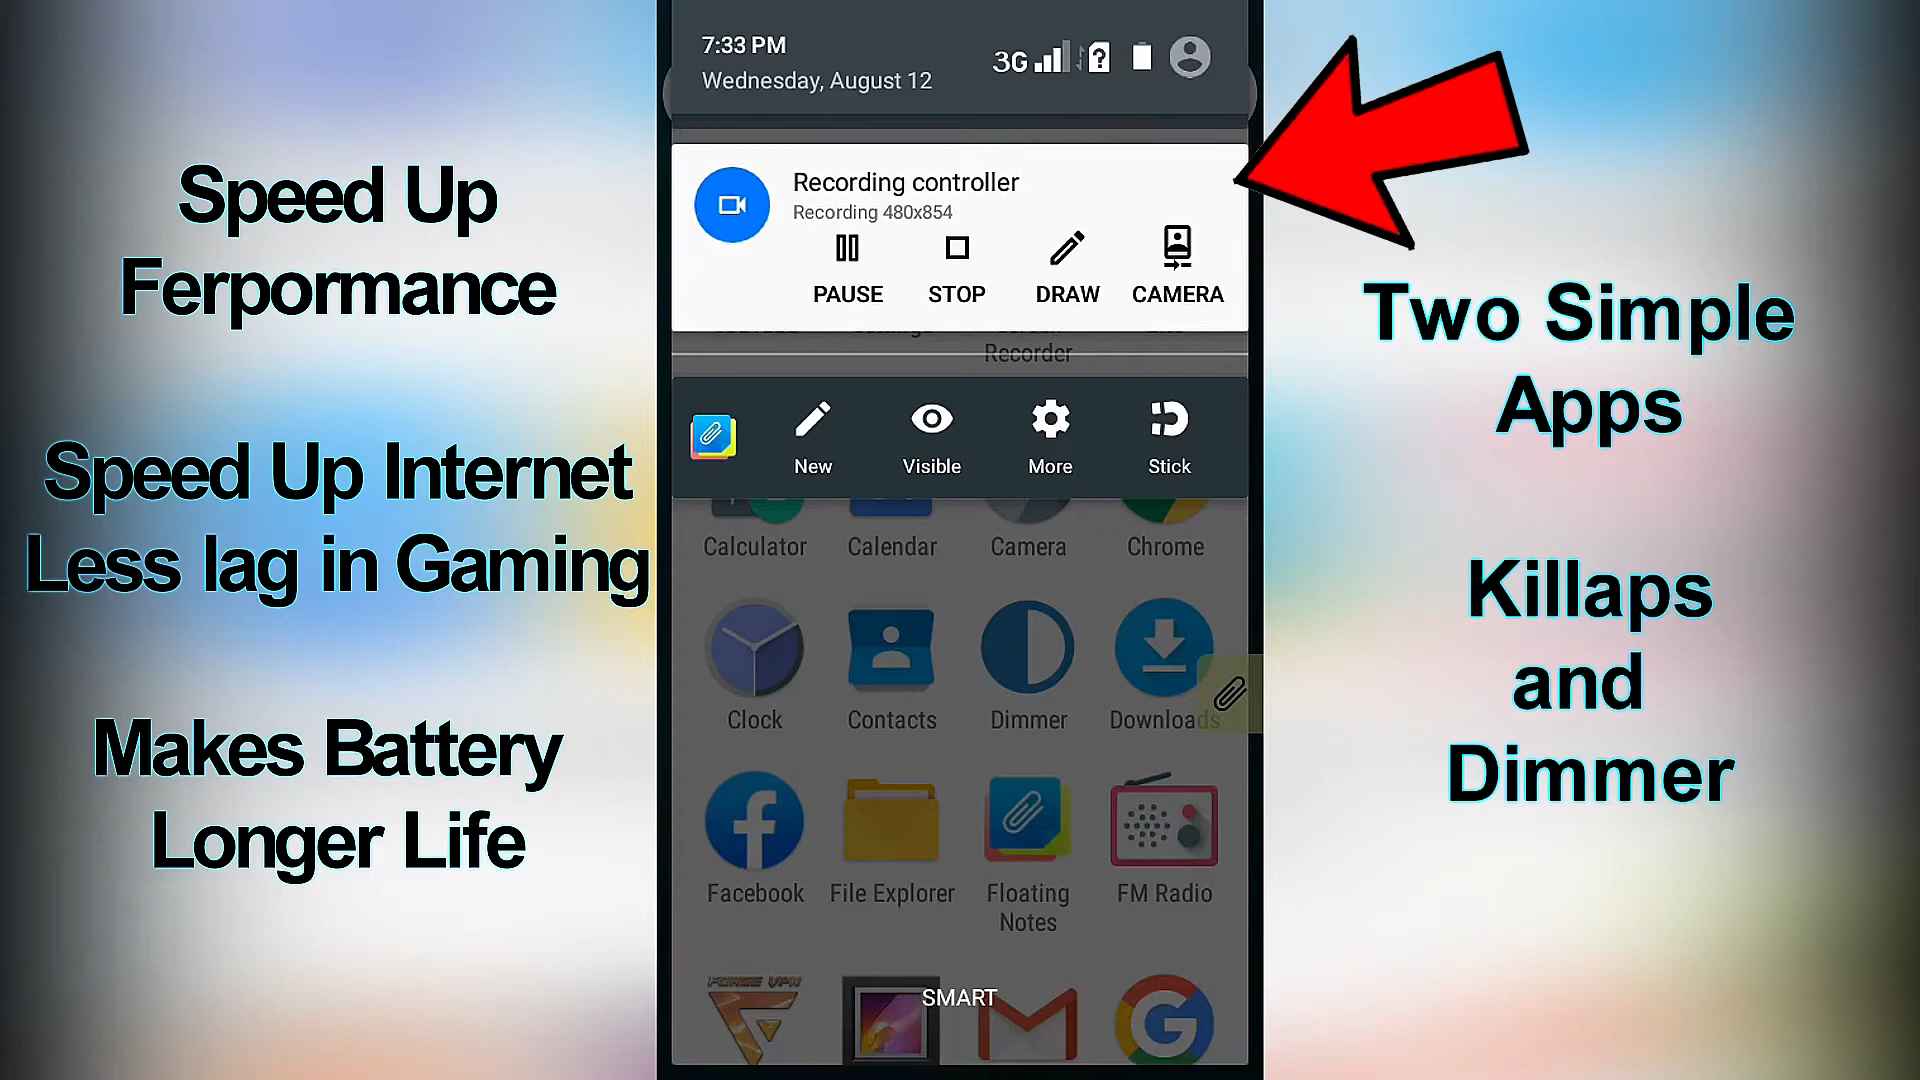 Speed Up
Ferpormance
Speed Up Internet
Less lag in Gaming
Makes Battery
Longer Life
7:33 PM
Wednesday, August 12
3G
?
Recording controller
Recording 480x854
PAUSE STOP DRAW CAMERA
Recorder
New Visible More Stick
Calculator Calendar Camera Chrome
Clock Contacts Dimmer Downloads
Facebook File Explorer Floating Notes FM Radio
FORGE VPN
SMART
Two Simple
Apps
Killaps
and
Dimmer